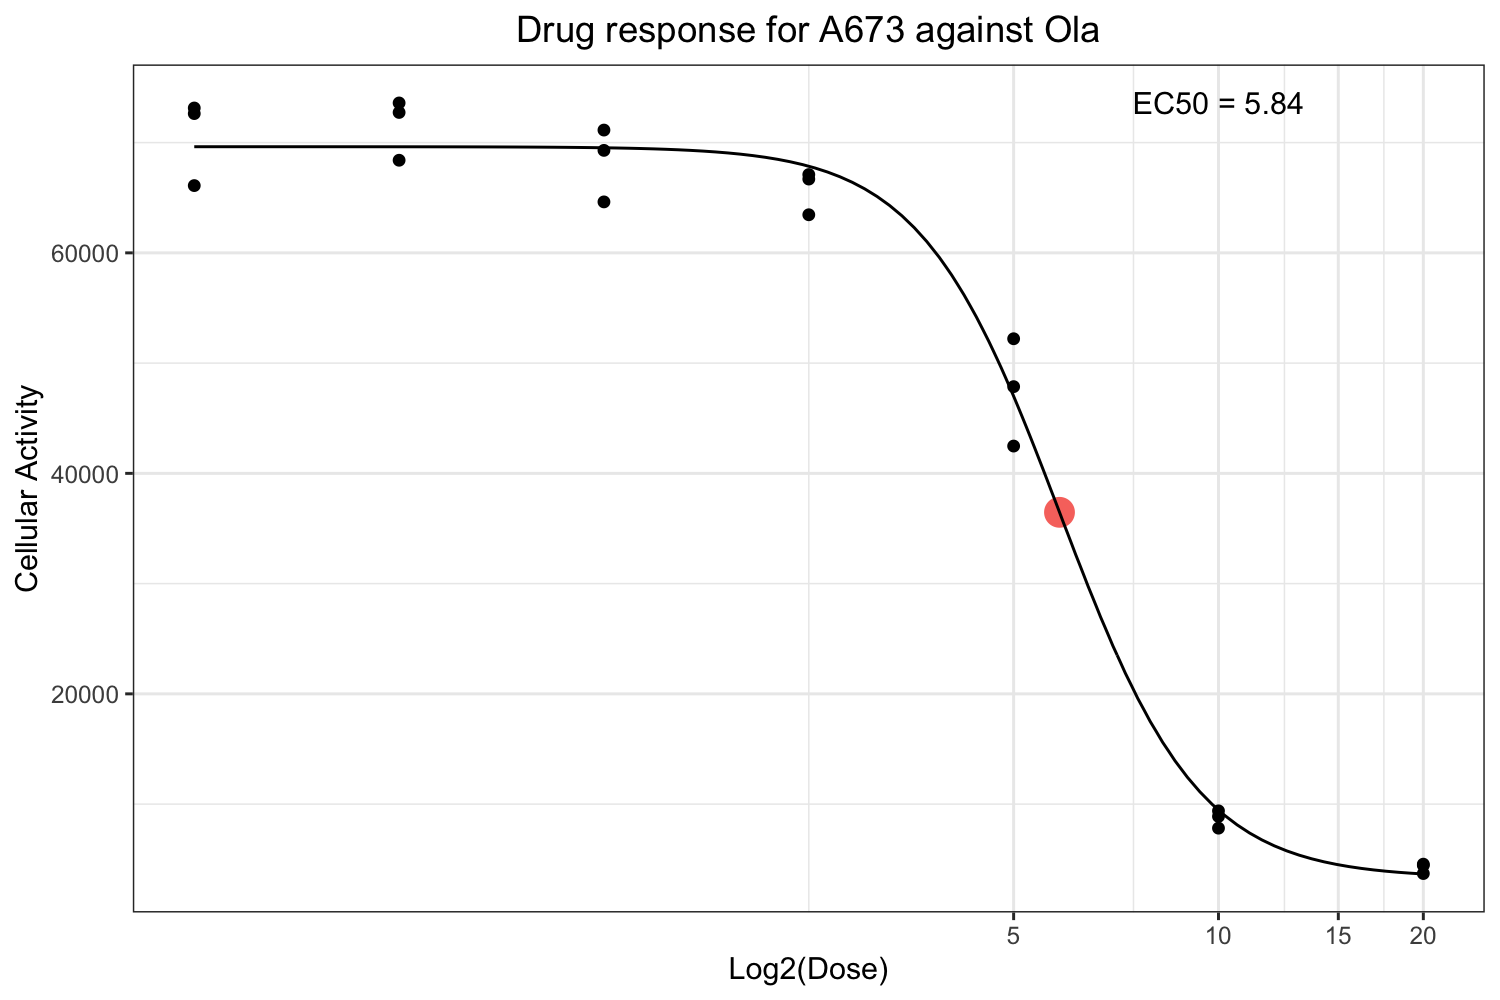 Drug response for A673 against Ola
EC50 = 5.84
60000
40000
20000
Cellular Activity
5 10 15 20
Log2(Dose)